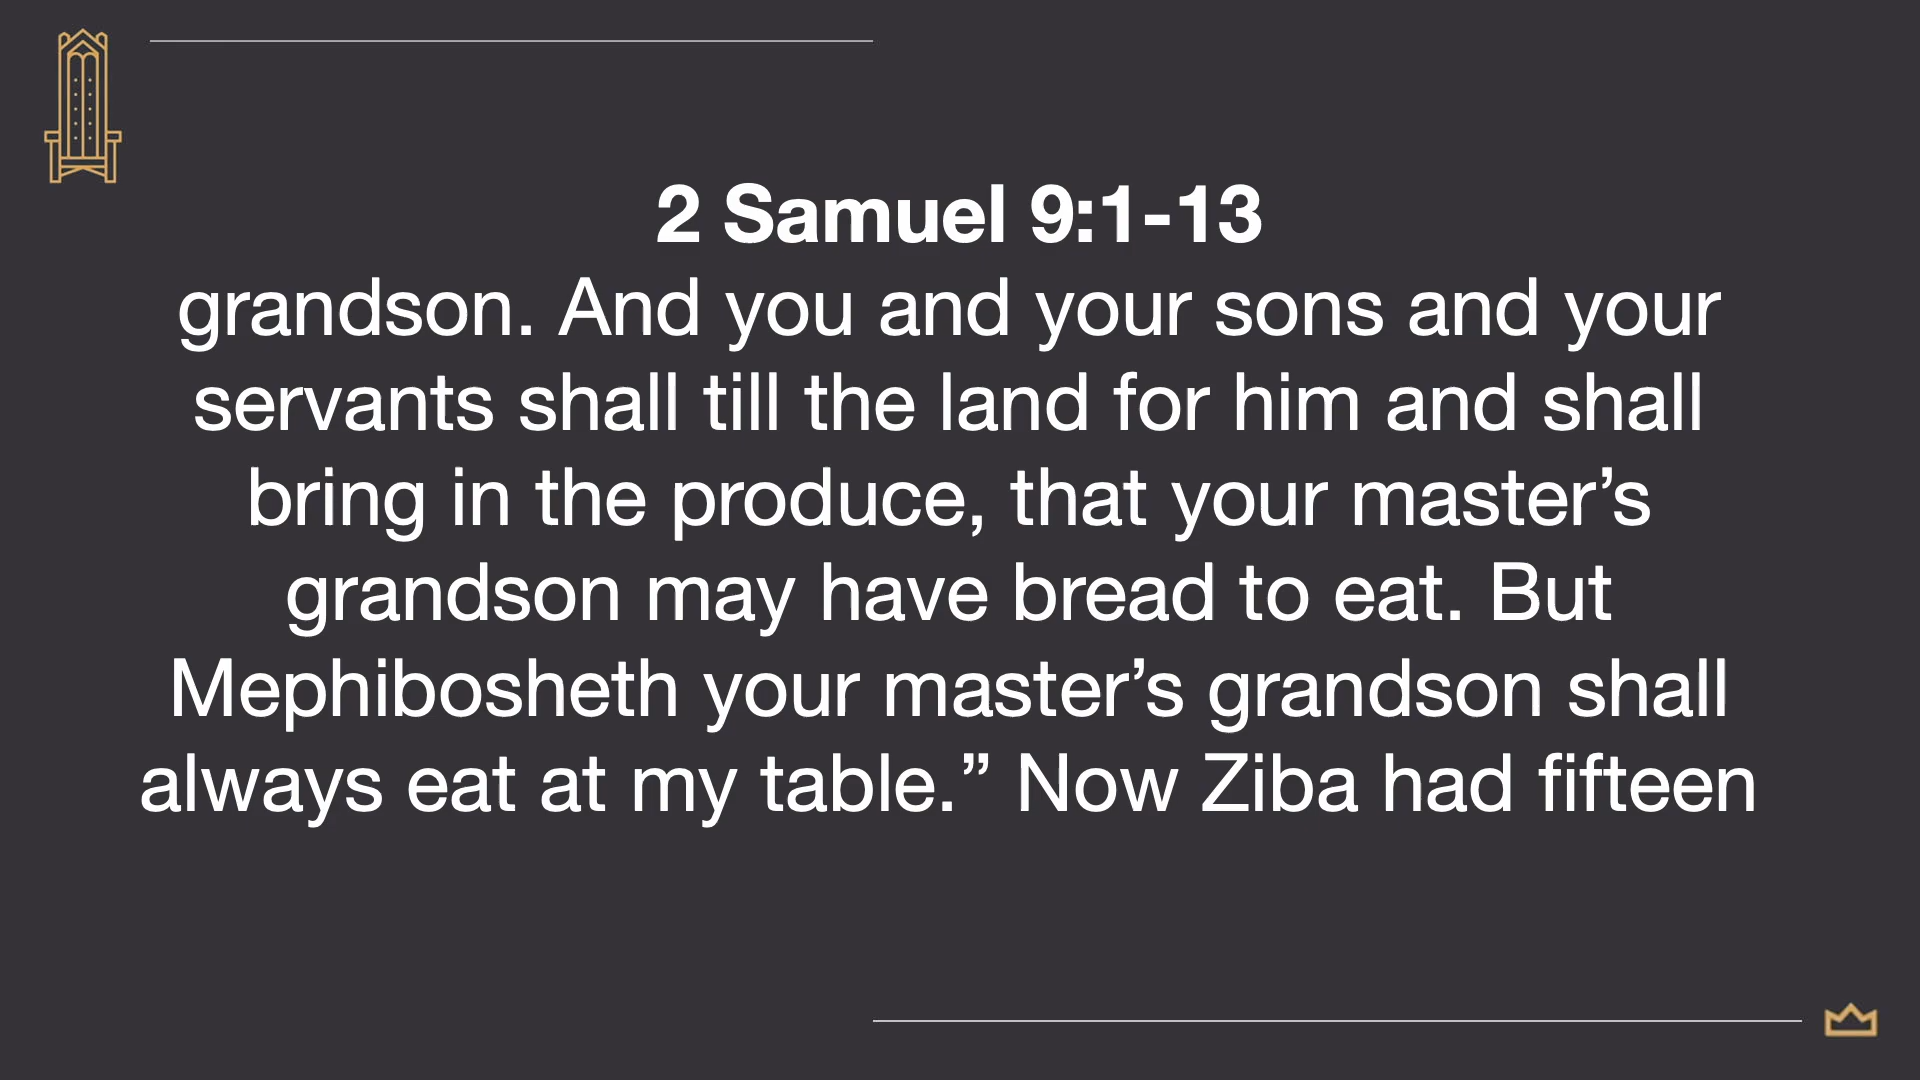 2 Samuel 9:1-13
grandson. And you and your sons and your
servants shall till the land for him and shall
bring in the produce, that your master’s
grandson may have bread to eat. But
Mephibosheth your master’s grandson shall
always eat at my table.” Now Ziba had fifteen